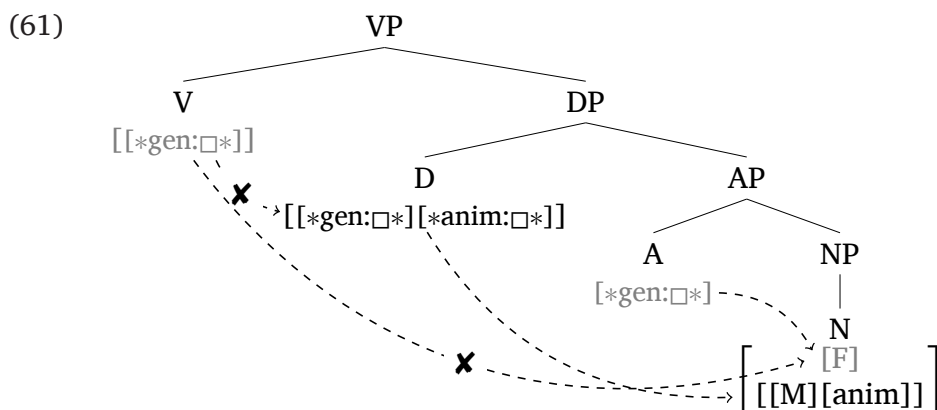 (61)
VP
V DP
[[∗gen:□∗]]
D AP
✘
[[∗gen:□∗][∗anim:□∗]]
A NP
[∗gen:□∗]
N
✘ [F]
[[M][anim]]